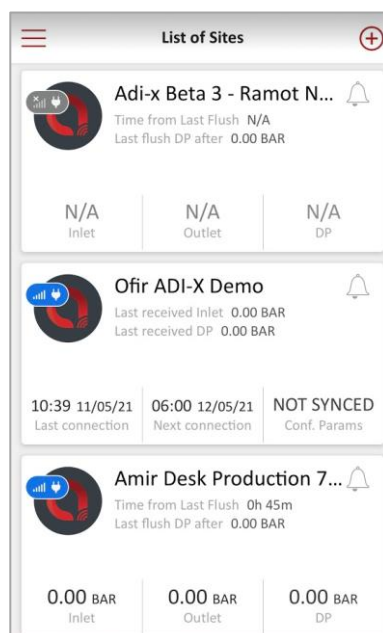 List of Sites
Adi-x Beta 3 - Ramot N...
Time from Last Flush N/A
Last flush DP after 0.00 BAR
N/A N/A N/A
Inlet Outlet DP
Ofir ADI-X Demo
Last received Inlet 0.00 BAR
Last received DP 0.00 BAR
10:39 11/05/21 06:00 12/05/21 NOT SYNCED
Last connection Next connection Conf. Params
Amir Desk Production 7...
Time from Last Flush 0h 45m
Last flush DP after 0.00 BAR
0.00 BAR 0.00 BAR 0.00 BAR
Inlet Outlet DP